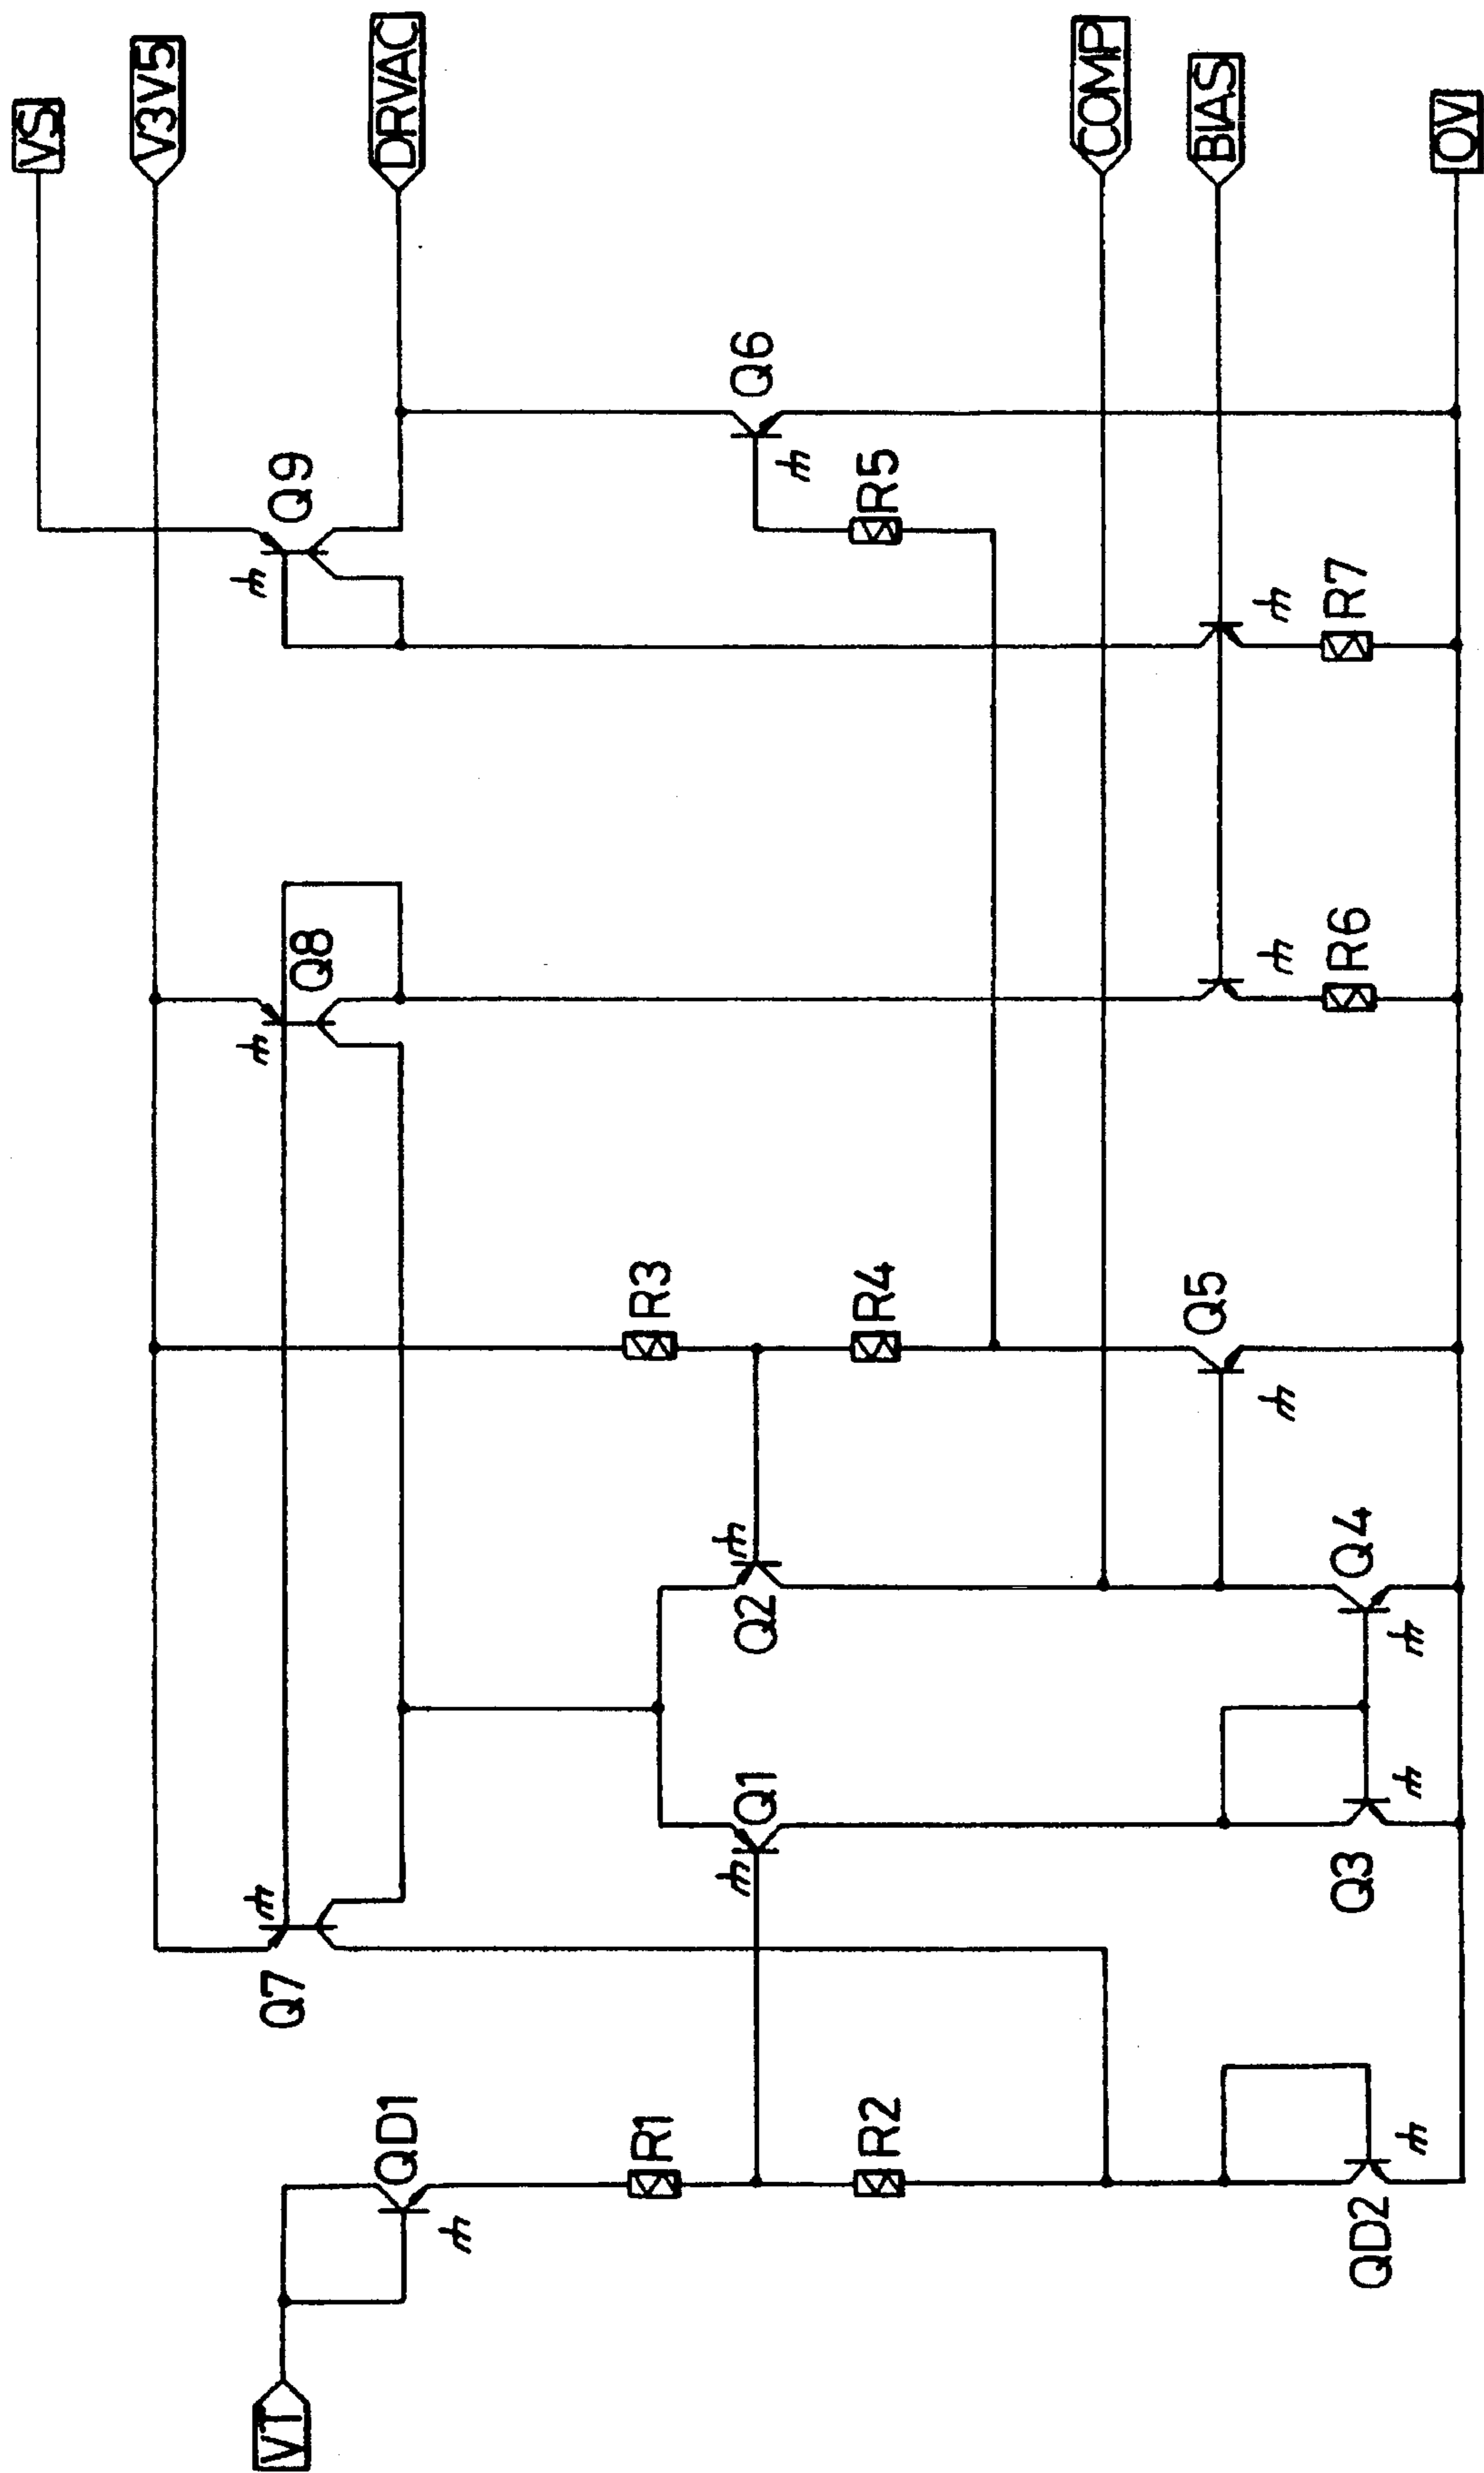 VS
V3V5
DRVAC
COMP
BIAS
0V
Q9
Q6
R5
R7
Q8
R6
R3
R4
Q5
Q2
Q4
Q1
Q3
Q7
QD1
R1
R2
QD2
VT